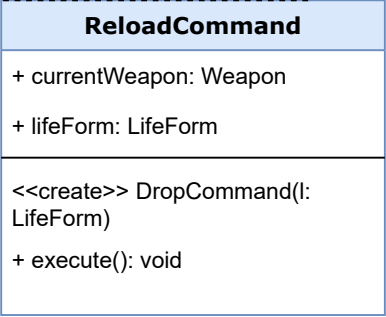 ReloadCommand
+ currentWeapon: Weapon
+ lifeForm: LifeForm
<<create>> DropCommand(l:
LifeForm)
+ execute(): void